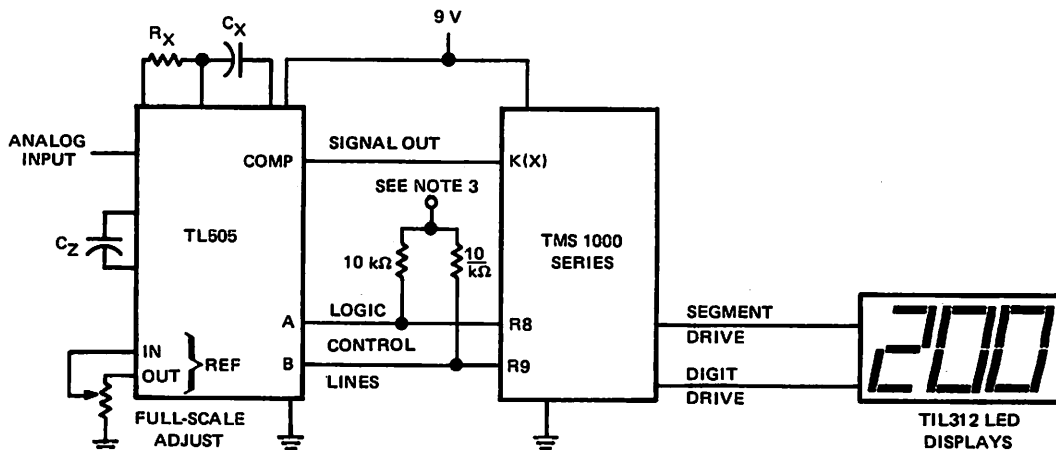 RX
CX
9 V
ANALOG
INPUT
COMP
SIGNAL OUT
K(X)
SEE NOTE 3
CZ
TL505
10 kΩ
10
kΩ
TMS 1000
SERIES
A
LOGIC
R8
SEGMENT
DRIVE
IN
OUT
REF
B
CONTROL
LINES
R9
DIGIT
DRIVE
200
FULL-SCALE
ADJUST
TIL312 LED
DISPLAYS